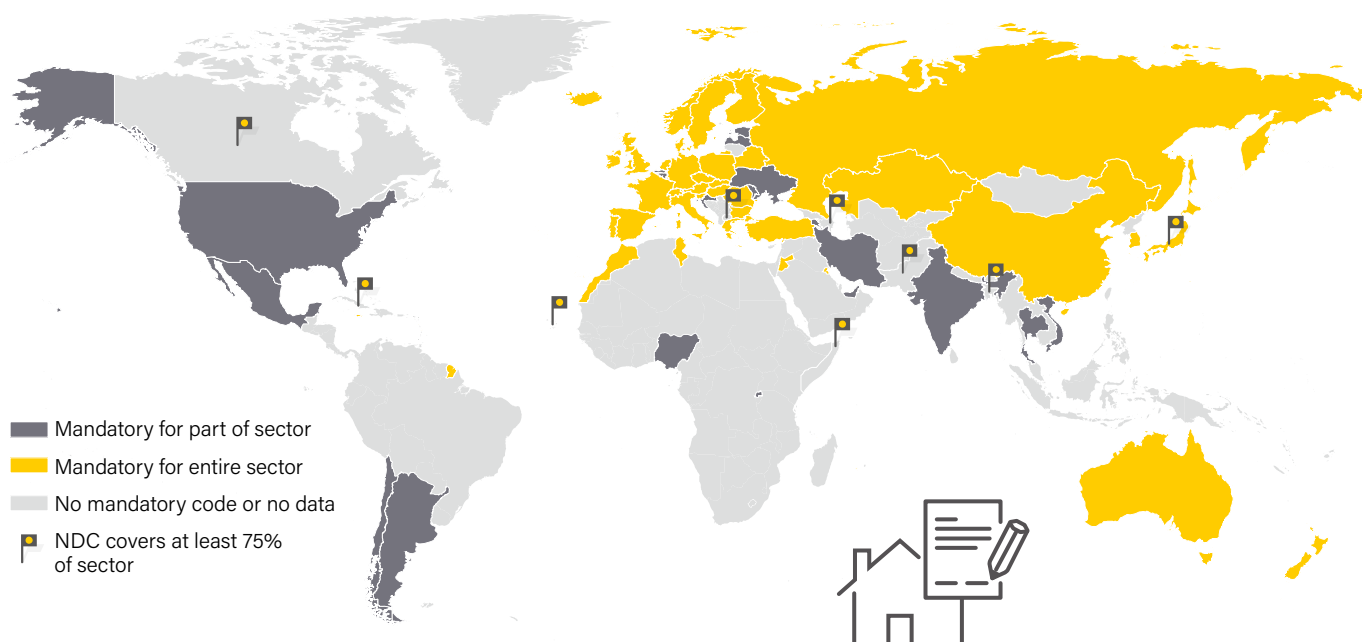 Mandatory for part of sector
Mandatory for entire sector
No mandatory code or no data
NDC covers at least 75%
of sector